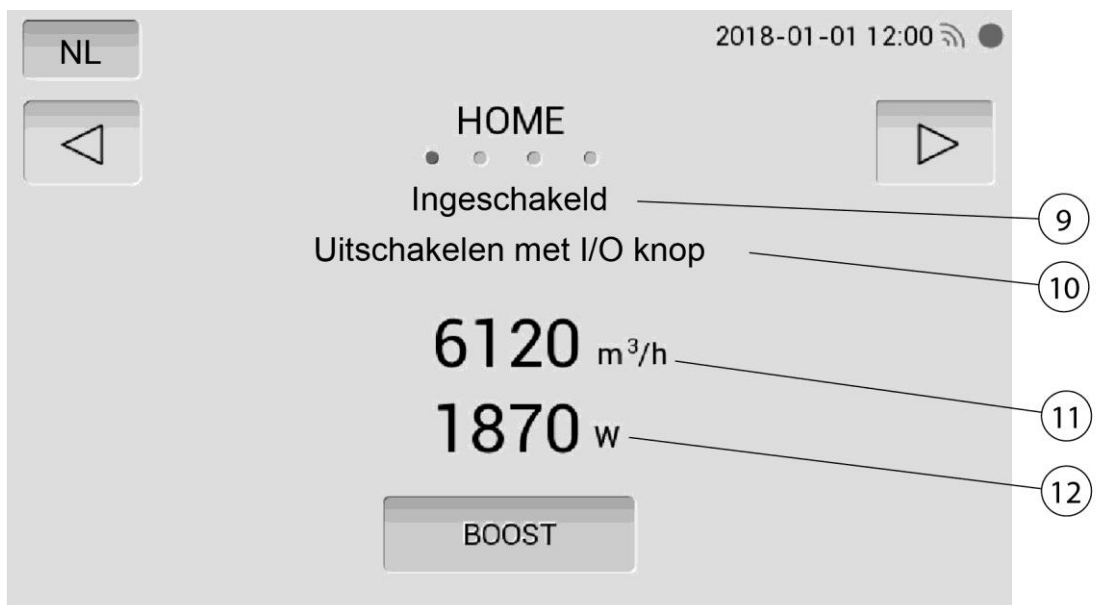 NL
2018-01-01 12:00
HOME
Ingeschakeld
9
Uitschakelen met I/O knop
10
6120 m³/h
11
1870 W
12
BOOST